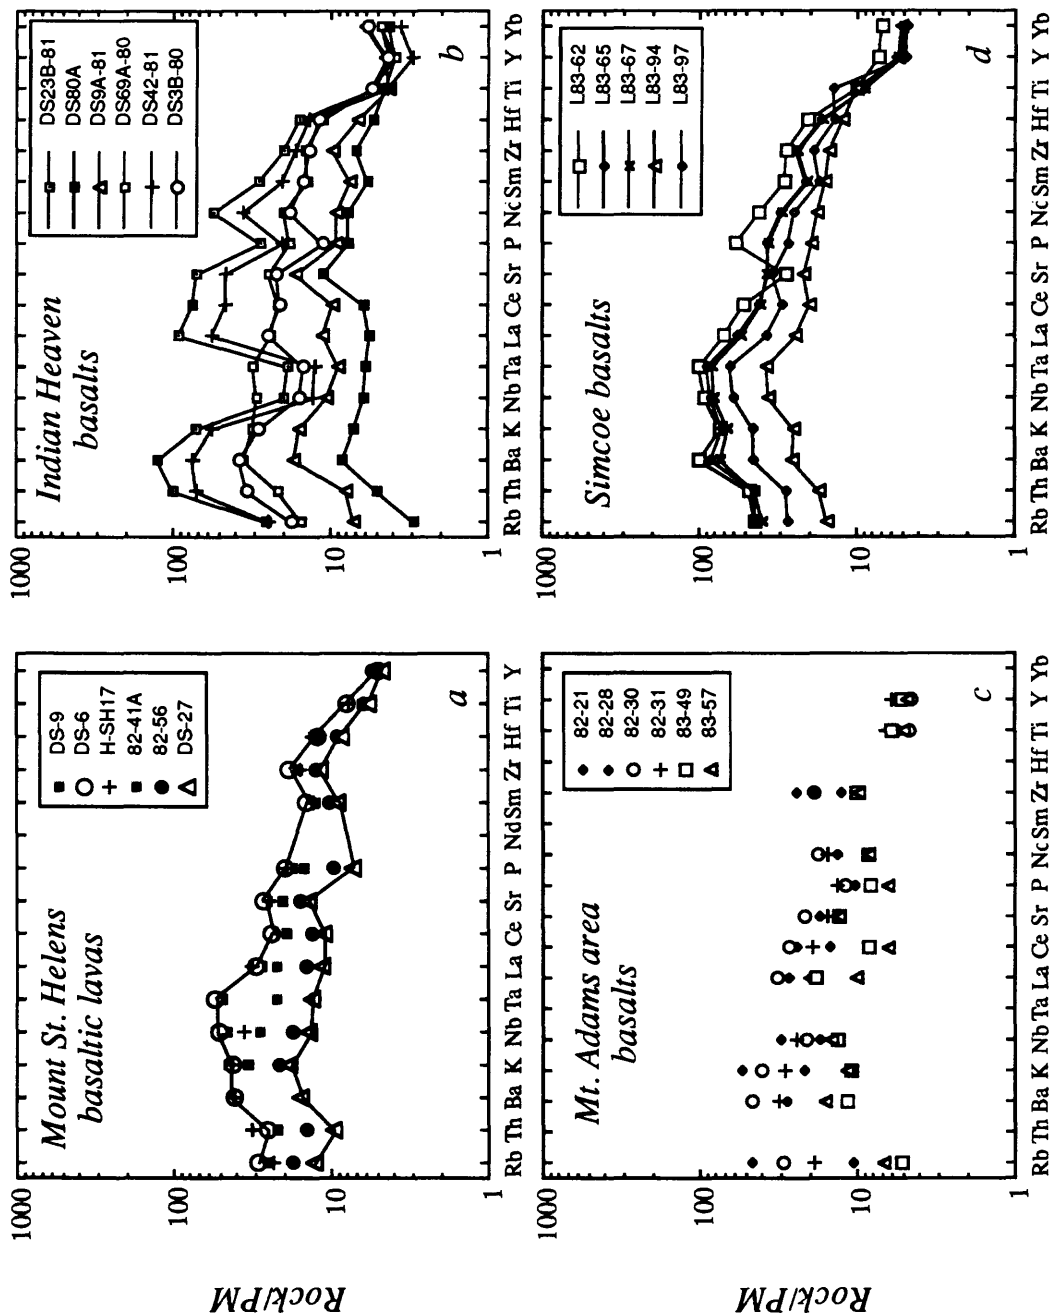 Mount St. Helens
basaltic lavas
DS-9
DS-6
H-SH17
82-41A
82-56
DS-27
a
1000
100
10
1
Rock/PM
Rb Th Ba K Nb Ta La Ce Sr P Nd Sm Zr Hf Ti Y
Indian Heaven
basalts
DS23B-81
DS80A
DS9A-81
DS69A-80
DS42-81
DS3B-80
b
1000
100
10
1
Rb Th Ba K Nb Ta La Ce Sr P Nc Sm Zr Hf Ti Y Yb
Mt. Adams area
basalts
82-21
82-28
82-30
82-31
83-49
83-57
c
1000
100
10
1
Rock/PM
Rb Th Ba K Nb Ta La Ce Sr P Nc Sm Zr Hf Ti Y Yb
Simcoe basalts
L83-62
L83-65
L83-67
L83-94
L83-97
d
1000
100
10
1
Rb Th Ba K Nb Ta La Ce Sr P Nc Sm Zr Hf Ti Y Yb